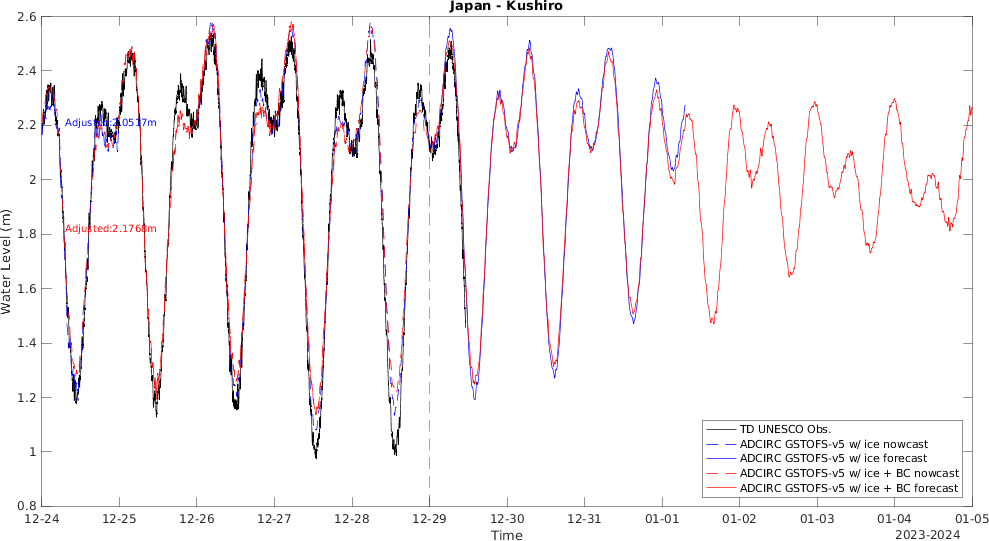 Japan - Kushiro
2.6
2.4
2.2
2
1.8
1.6
1.4
1.2
1
0.8
Water Level (m)
Adjusted:2.0517m
Adjusted:2.1768m
TD UNESCO Obs.
ADCIRC GSTOFS-v5 w/ ice nowcast
ADCIRC GSTOFS-v5 w/ ice forecast
ADCIRC GSTOFS-v5 w/ ice + BC nowcast
ADCIRC GSTOFS-v5 w/ ice + BC forecast
12-24 12-25 12-26 12-27 12-28 12-29 12-30 12-31 01-01 01-02 01-03 01-04 01-05
Time
2023-2024